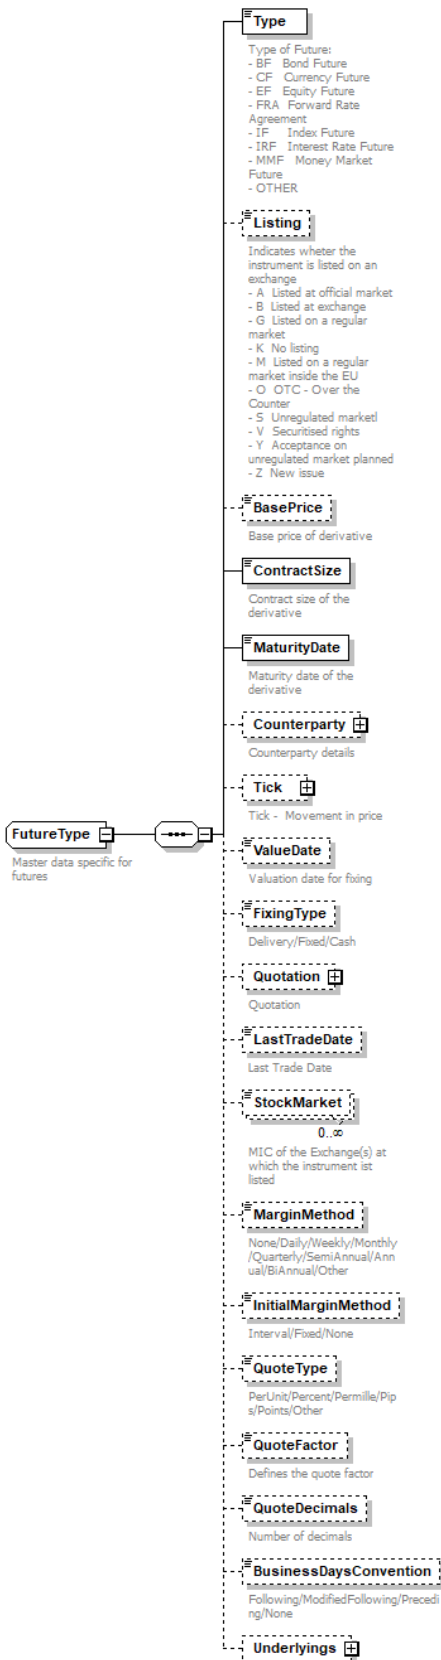 Type
Type of Future:
- BF Bond Future
- CF Currency Future
- EF Equity Future
- FRA Forward Rate
Agreement
- IF Index Future
- IRF Interest Rate Future
- MMF Money Market
Future
- OTHER
Listing
Indicates wheter the
instrument is listed on an
exchange
- A Listed at official market
- B Listed at exchange
- G Listed on a regular
market
- K No listing
- M Listed on a regular
market inside the EU
- O OTC - Over the
Counter
- S Unregulated marketl
- V Securitised rights
- Y Acceptance on
unregulated market planned
- Z New issue
BasePrice
Base price of derivative
ContractSize
Contract size of the
derivative
MaturityDate
Maturity date of the
derivative
Counterparty
Counterparty details
Tick
Tick - Movement in price
FutureType
Master data specific for
futures
ValueDate
Valuation date for fixing
FixingType
Delivery/Fixed/Cash
Quotation
Quotation
LastTradeDate
Last Trade Date
StockMarket
0..∞
MIC of the Exchange(s) at
which the instrument ist
listed
MarginMethod
None/Daily/Weekly/Monthly
/Quarterly/SemiAnnual/Ann
ual/BiAnnual/Other
InitialMarginMethod
Interval/Fixed/None
QuoteType
PerUnit/Percent/Permille/Pip
s/Points/Other
QuoteFactor
Defines the quote factor
QuoteDecimals
Number of decimals
BusinessDaysConvention
Following/ModifiedFollowing/Precedi
ng/None
Underlyings